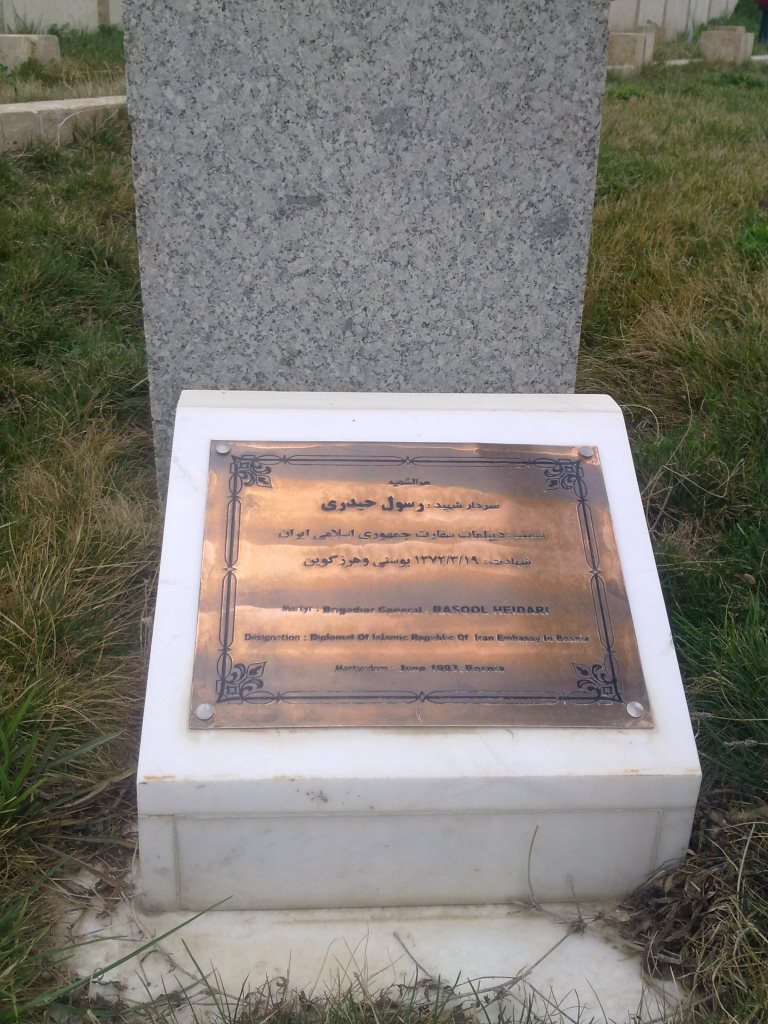 هوالشهید
سردار شهید : رسول حیدری
سمت : دیپلمات سفارت جمهوری اسلامی ایران
شهادت : ۱۳۷۲/۳/۱۹ بوسنی وهرزگوین
Martyr : Brigadier General RASOOL HEIDARI
Designation : Diplomat Of Islamic Republic Of Iran Embassy In Bosnia
Martyrdom : June 1993, Bosnia